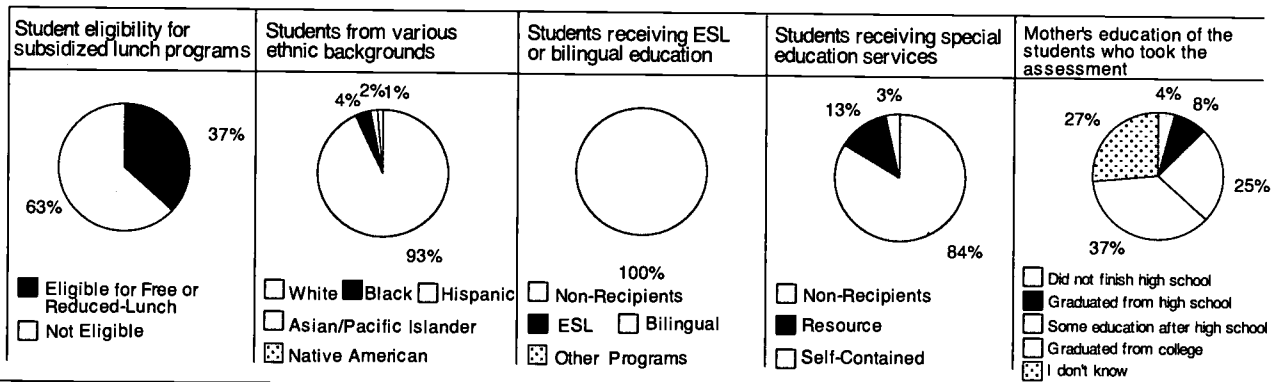 Student eligibility for
subsidized lunch programs
37%
63%
Eligible for Free or
Reduced-Lunch
Not Eligible
Students from various
ethnic backgrounds
4% 2% 1%
93%
White Black Hispanic
Asian/Pacific Islander
Native American
Students receiving ESL
or bilingual education
100%
Non-Recipients
ESL Bilingual
Other Programs
Students receiving special
education services
13% 3%
84%
Non-Recipients
Resource
Self-Contained
Mother's education of the
students who took the
assessment
4% 8%
27%
25%
37%
Did not finish high school
Graduated from high school
Some education after high school
Graduated from college
I don't know